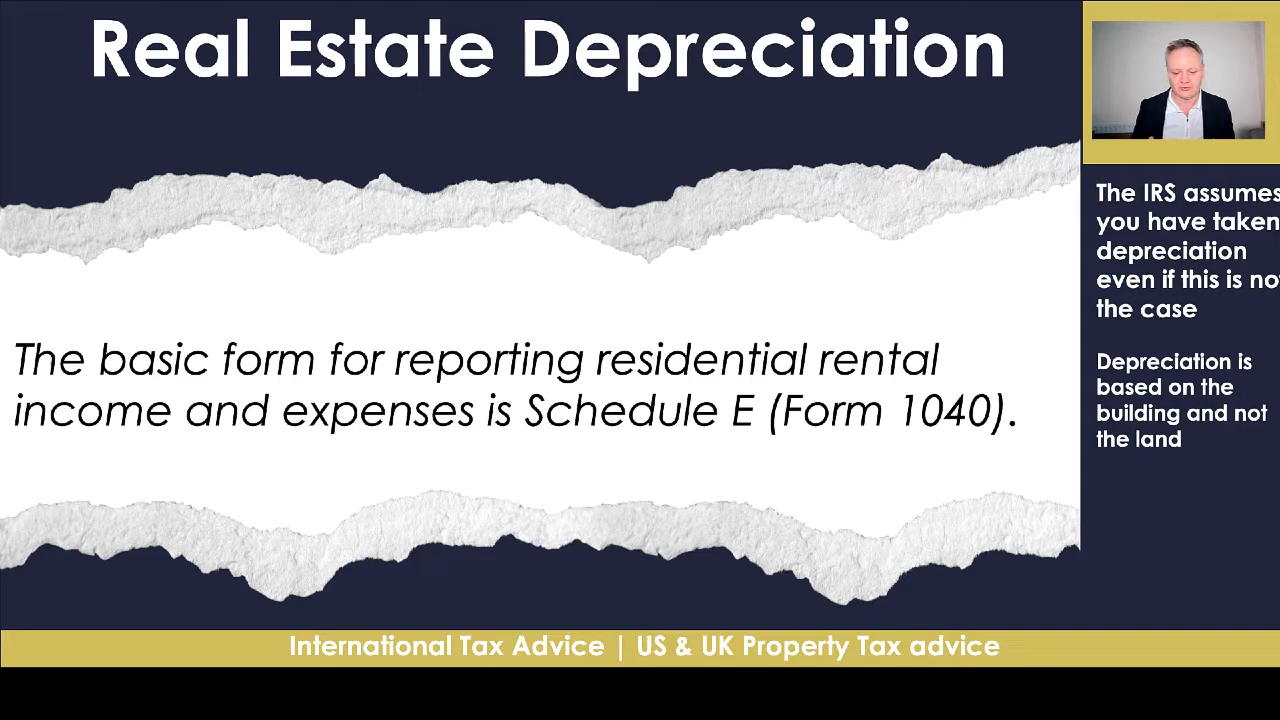 Real Estate Depreciation
The basic form for reporting residential rental
income and expenses is Schedule E (Form 1040).
The IRS assumes
you have taken
depreciation
even if this is no
the case
Depreciation is
based on the
building and not
the land
International Tax Advice | US & UK Property Tax advice